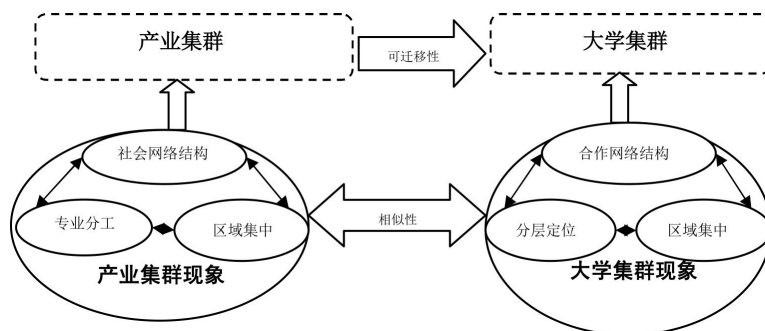 产业集群
可迁移性
大学集群
社会网络结构
合作网络结构
专业分工
区域集中
相似性
分层定位
区域集中
产业集群现象
大学集群现象